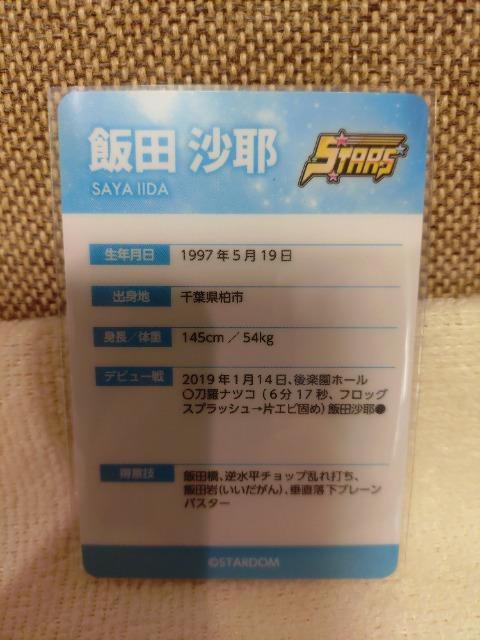 飯田 沙耶
SAYA IIDA
STARS
生年月日 1997年5月19日
出身地 千葉県柏市
身長／体重 145cm ／ 54kg
デビュー戦 2019年1月14日、後楽園ホール
〇刀羅ナツコ（6分17秒、フロッグ
スプラッシュ→片エビ固め）飯田沙耶●
得意技 飯田橋、逆水平チョップ乱れ打ち、
飯田岩（いいだがん）、垂直落下ブレーン
バスター
©STARDOM